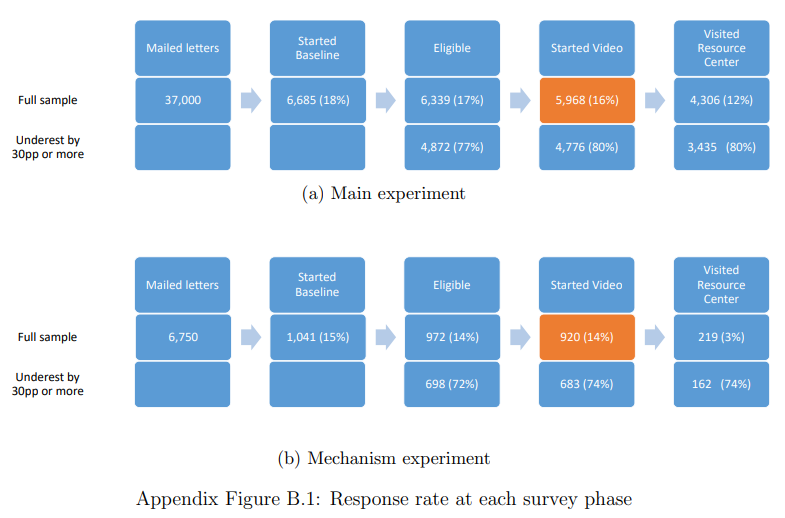 Mailed letters
Started
Baseline
Eligible
Started Video
Visited
Resource
Center
Full sample
37,000
6,685 (18%)
6,339 (17%)
5,968 (16%)
4,306 (12%)
Underest by
30pp or more
4,872 (77%)
4,776 (80%)
3,435 (80%)
(a) Main experiment
Mailed letters
Started
Baseline
Eligible
Started Video
Visited
Resource
Center
Full sample
6,750
1,041 (15%)
972 (14%)
920 (14%)
219 (3%)
Underest by
30pp or more
698 (72%)
683 (74%)
162 (74%)
(b) Mechanism experiment
Appendix Figure B.1: Response rate at each survey phase